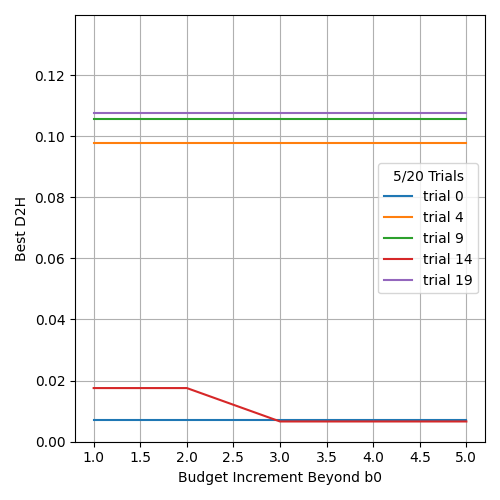 0.12
0.10
0.08
0.06
0.04
0.02
0.00
Best D2H
5/20 Trials
trial 0
trial 4
trial 9
trial 14
trial 19
1.0 1.5 2.0 2.5 3.0 3.5 4.0 4.5 5.0
Budget Increment Beyond b0